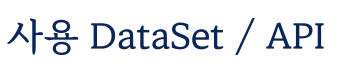 사용 DataSet / API